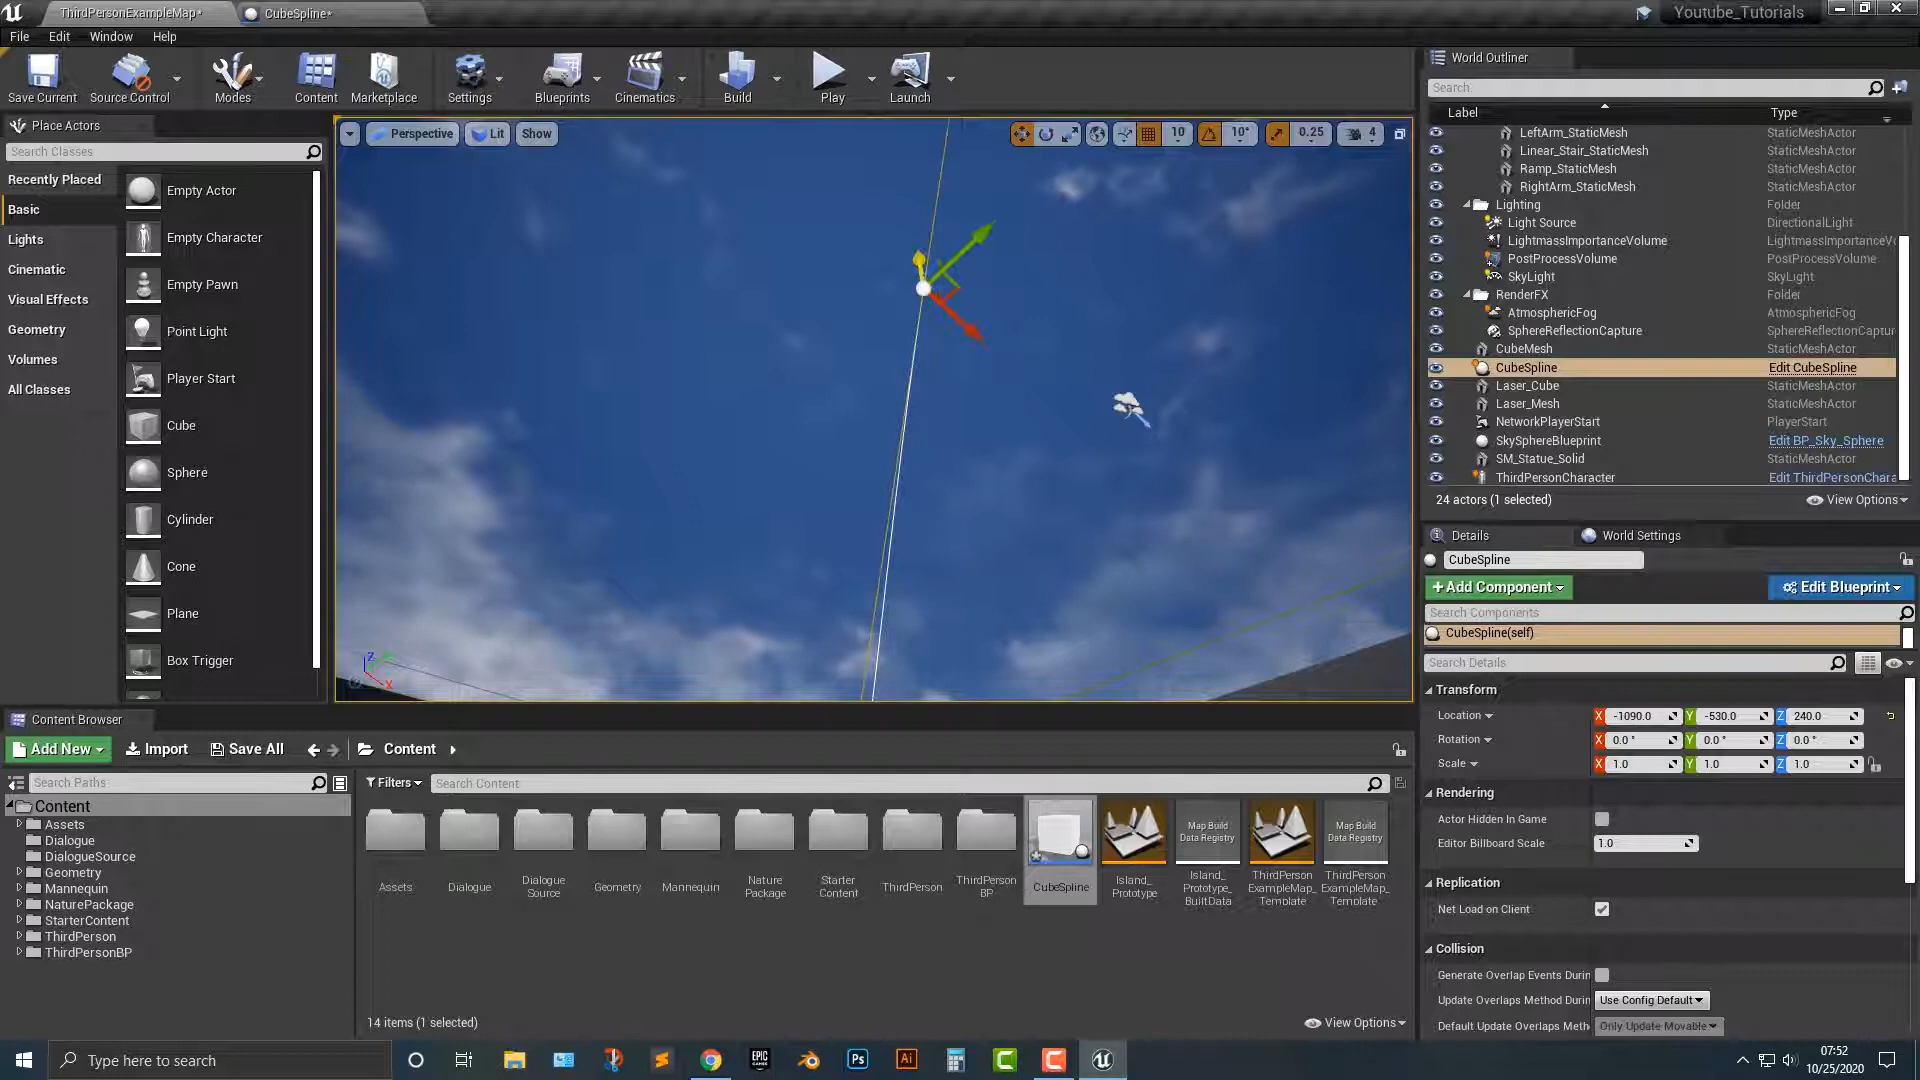 ThirdPersonExampleMap*
CubeSpline*
Youtube_Tutorials
File
Edit
Window
Help
Save Current
Source Control
Modes
Content
Marketplace
Settings
Blueprints
Cinematics
Build
Play
Launch
Place Actors
Search Classes
Recently Placed
Basic
Lights
Cinematic
Visual Effects
Geometry
Volumes
All Classes
Empty Actor
Empty Character
Empty Pawn
Point Light
Player Start
Cube
Sphere
Cylinder
Cone
Plane
Box Trigger
Perspective
Lit
Show
10
10°
0.25
4
Z
X
World Outliner
Search
Label
Type
LeftArm_StaticMesh
StaticMeshActor
Linear_Stair_StaticMesh
StaticMeshActor
Ramp_StaticMesh
StaticMeshActor
RightArm_StaticMesh
StaticMeshActor
Lighting
Folder
Light Source
DirectionalLight
LightmassImportanceVolume
LightmassImportanceVo
PostProcessVolume
PostProcessVolume
SkyLight
SkyLight
RenderFX
Folder
AtmosphericFog
AtmosphericFog
SphereReflectionCapture
SphereReflectionCaptur
CubeMesh
StaticMeshActor
CubeSpline
Edit CubeSpline
Laser_Cube
StaticMeshActor
Laser_Mesh
StaticMeshActor
NetworkPlayerStart
PlayerStart
SkySphereBlueprint
Edit BP_Sky_Sphere
SM_Statue_Solid
StaticMeshActor
ThirdPersonCharacter
Edit ThirdPersonChara
24 actors (1 selected)
View Options
Details
World Settings
CubeSpline
+Add Component
Edit Blueprint
Search Components
CubeSpline(self)
Search Details
Transform
Location
X -1090.0
Y -530.0
Z 240.0
Rotation
X 0.0 °
Y 0.0 °
Z 0.0 °
Scale
X 1.0
Y 1.0
Z 1.0
Rendering
Actor Hidden In Game
Editor Billboard Scale
1.0
Replication
Net Load on Client
Collision
Generate Overlap Events Durin
Update Overlaps Method Durin
Use Config Default
Default Update Overlaps Meth
Only Update Movable
Content Browser
Add New
Import
Save All
Content
Search Paths
Filters
Search Content
Content
Assets
Dialogue
DialogueSource
Geometry
Mannequin
NaturePackage
StarterContent
ThirdPerson
ThirdPersonBP
Assets
Dialogue
Dialogue
Source
Geometry
Mannequin
Nature
Package
Starter
Content
ThirdPerson
ThirdPerson
BP
CubeSpline
Island_
Prototype
Map Build
Data Registry
Island_
Prototype_
BuiltData
ThirdPerson
ExampleMap_
Template
Map Build
Data Registry
ThirdPerson
ExampleMap_
Template
14 items (1 selected)
View Options
Type here to search
EPIC
GAMES
Ps
Ai
07:52
10/25/2020